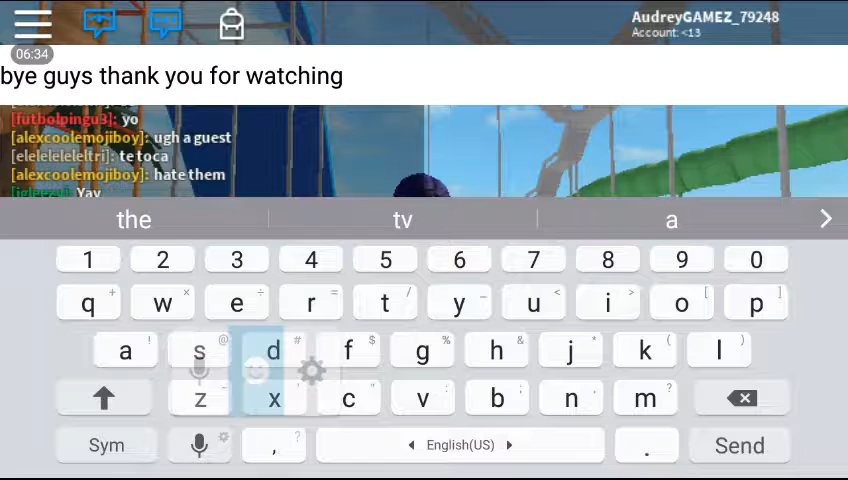 AudreyGAMEZ_79248
Account: <13
06:34
bye guys thank you for watching
[futbolpingu3]: yo
[alexcoolemojiboy]: ugh a guest
[eleleleleleltri]: te toca
[alexcoolemojiboy]: hate them
Yay
the tv a
1 2 3 4 5 6 7 8 9 0
q + w × e ÷ r = t / y _ u < i > o [ p ]
a ! s @ d # f $ g % h & j * k ( l )
z - x ' c " v : b ; n , m ?
Sym , ? English(US) . Send